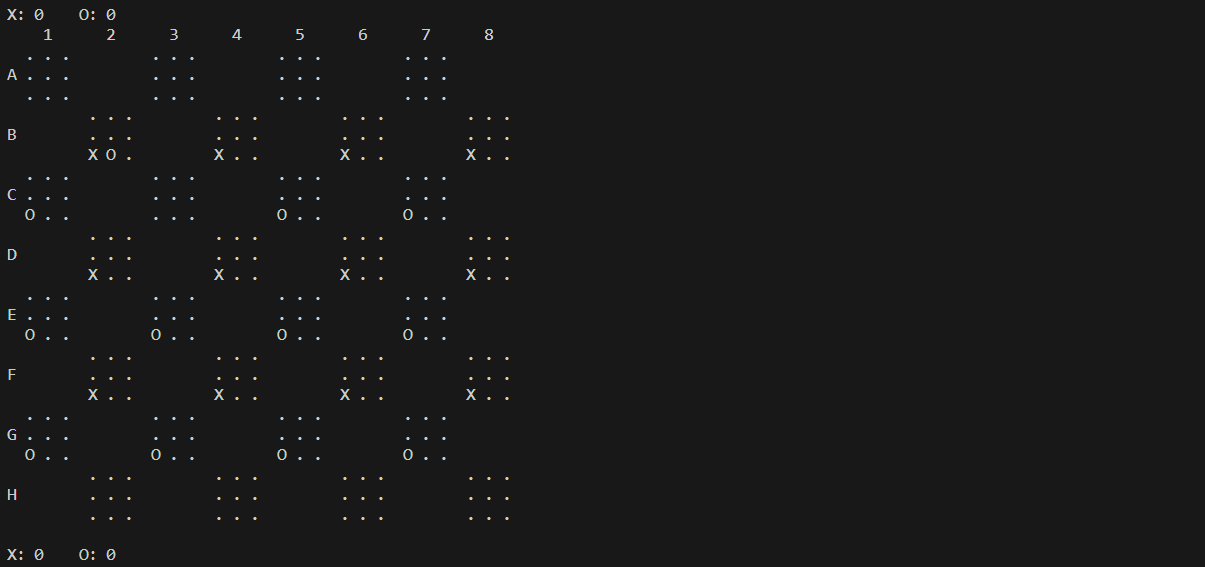 X: 0    O: 0
    1      2      3      4      5      6      7      8
  . . .         . . .         . . .         . . .
A . . .         . . .         . . .         . . .
  . . .         . . .         . . .         . . .
         . . .         . . .         . . .         . . .
B        . . .         . . .         . . .         . . .
         X O .         X . .         X . .         X . .
  . . .         . . .         . . .         . . .
C . . .         . . .         . . .         . . .
  O . .         . . .         O . .         O . .
         . . .         . . .         . . .         . . .
D        . . .         . . .         . . .         . . .
         X . .         X . .         X . .         X . .
  . . .         . . .         . . .         . . .
E . . .         . . .         . . .         . . .
  O . .         O . .         O . .         O . .
         . . .         . . .         . . .         . . .
F        . . .         . . .         . . .         . . .
         X . .         X . .         X . .         X . .
  . . .         . . .         . . .         . . .
G . . .         . . .         . . .         . . .
  O . .         O . .         O . .         O . .
         . . .         . . .         . . .         . . .
H        . . .         . . .         . . .         . . .
         . . .         . . .         . . .         . . .
X: 0    O: 0